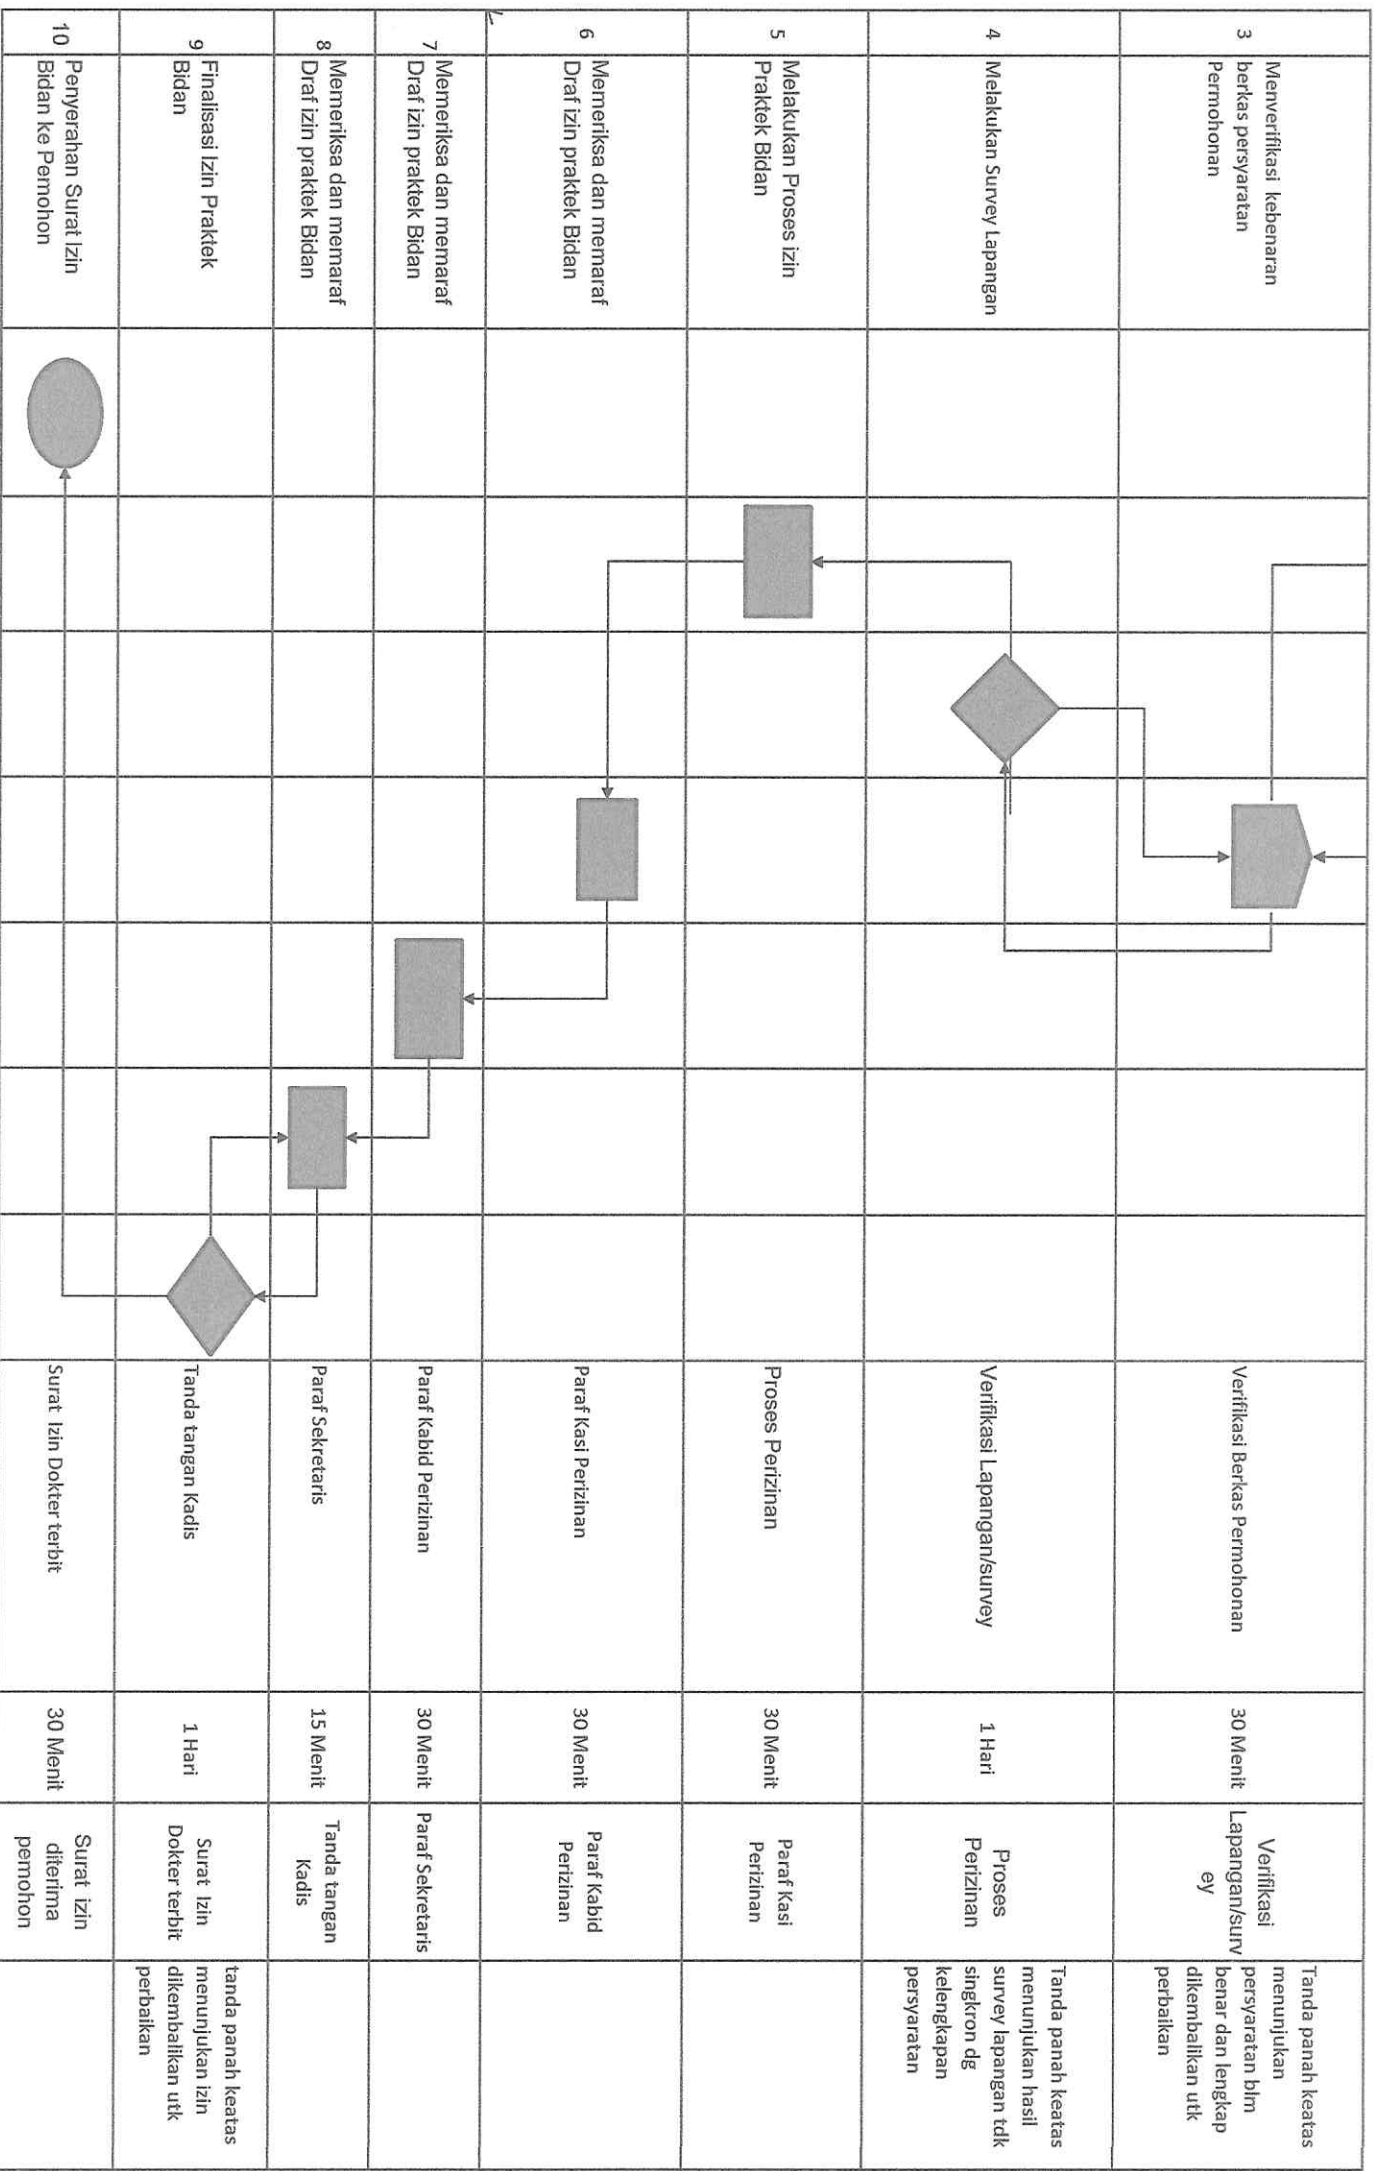 3
Menverifikasi kebenaran
berkas persyaratan
Permohonan
Verifikasi Berkas Permohonan
30 Menit
Verifikasi
Lapangan/surv
ey
Tanda panah keatas
menunjukan
persyaratan blm
benar dan lengkap
dikembalikan utk
perbaikan
4
Melakukan Survey Lapangan
Verifikasi Lapangan/survey
1 Hari
Proses
Perizinan
Tanda panah keatas
menunjukan hasil
survey lapangan tdk
singkron dg
kelengkapan
persyaratan
5
Melakukan Proses izin
Praktek Bidan
Proses Perizinan
30 Menit
Paraf Kasi
Perizinan
6
Memeriksa dan memaraf
Draf izin praktek Bidan
Paraf Kasi Perizinan
30 Menit
Paraf Kabid
Perizinan
7
Memeriksa dan memaraf
Draf izin praktek Bidan
Paraf Kabid Perizinan
30 Menit
Paraf Sekretaris
8
Memeriksa dan memaraf
Draf izin praktek Bidan
Paraf Sekretaris
15 Menit
Tanda tangan
Kadis
9
Finalisasi Izin Praktek
Bidan
Tanda tangan Kadis
1 Hari
Surat Izin
Dokter terbit
tanda panah keatas
menunjukan izin
dikembalikan utk
perbaikan
10
Penyerahan Surat Izin
Bidan ke Pemohon
Surat Izin Dokter terbit
30 Menit
Surat izin
diterima
pemohon